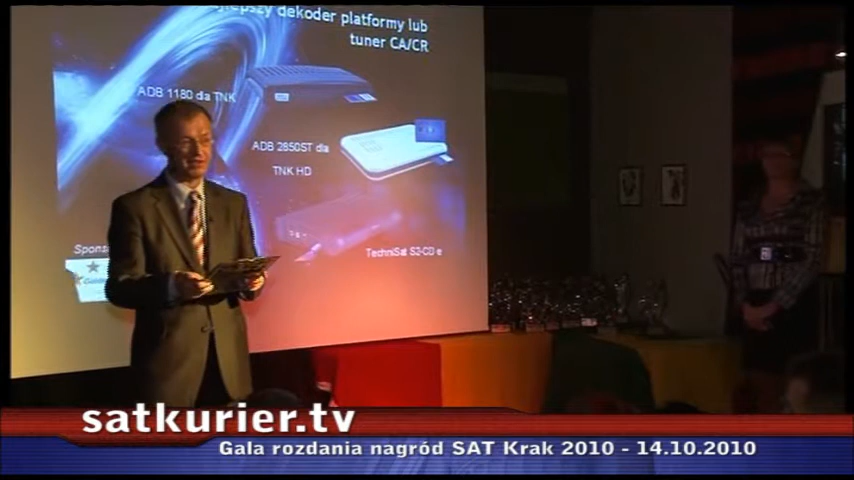 dekoder platformy lub
tuner CA/CR
ADB 1180 dla TNK
ADB 2850ST dla
TNK HD
TechniSat S2-CD e
satkurier.tv
Gala rozdania nagród SAT Krak 2010 - 14.10.2010